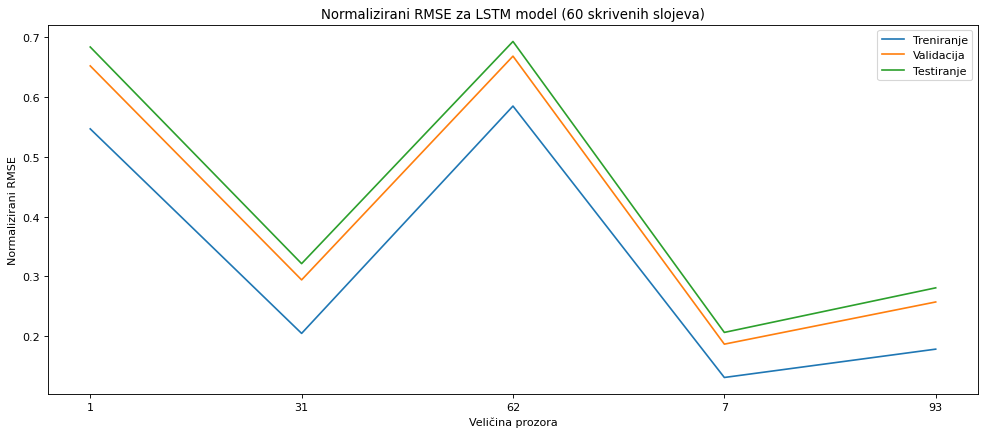 Normalizirani RMSE za LSTM model (60 skrivenih slojeva)
Treniranje
Validacija
Testiranje
Normalizirani RMSE
0.7
0.6
0.5
0.4
0.3
0.2
1 31 62 7 93
Veličina prozora